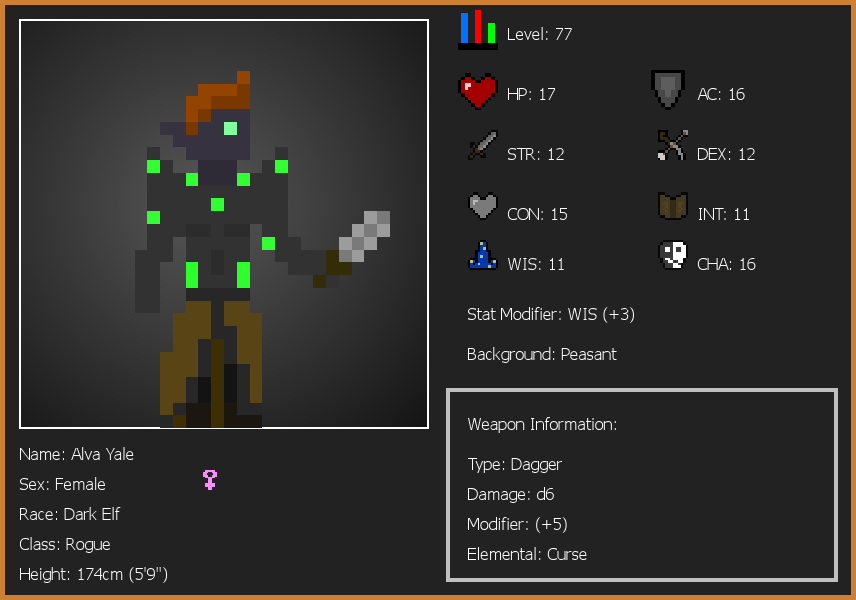 Level: 77
HP: 17
AC: 16
STR: 12
DEX: 12
CON: 15
INT: 11
WIS: 11
CHA: 16
Stat Modifier: WIS (+3)
Background: Peasant
Weapon Information:
Type: Dagger
Damage: d6
Modifier: (+5)
Elemental: Curse
Name: Alva Yale
Sex: Female
Race: Dark Elf
Class: Rogue
Height: 174cm (5'9")